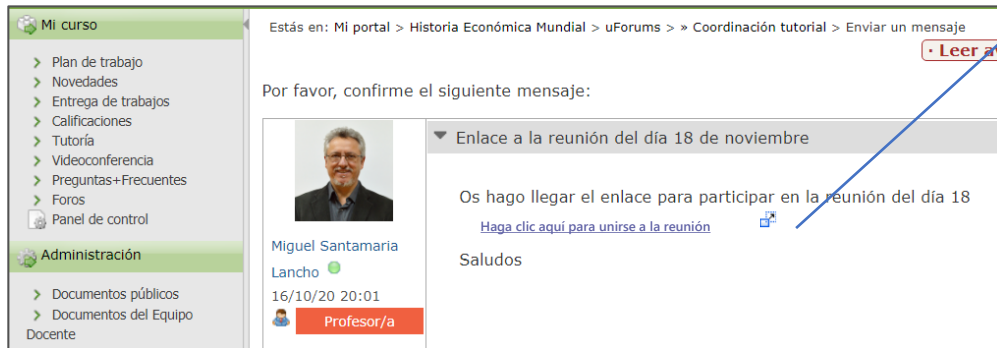 Mi curso
Plan de trabajo
Novedades
Entrega de trabajos
Calificaciones
Tutoría
Videoconferencia
Preguntas+Frecuentes
Foros
Panel de control
Administración
Documentos públicos
Documentos del Equipo
Docente
Estás en: Mi portal > Historia Económica Mundial > uForums > » Coordinación tutorial > Enviar un mensaje
· Leer av
Por favor, confirme el siguiente mensaje:
Miguel Santamaria
Lancho
16/10/20 20:01
Profesor/a
Enlace a la reunión del día 18 de noviembre
Os hago llegar el enlace para participar en la reunión del día 18
Haga clic aquí para unirse a la reunión
Saludos